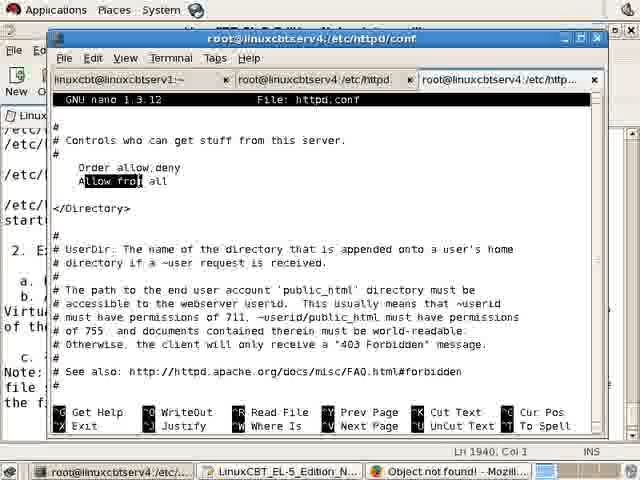 Applications Places System
root@linuxcbtserv4:/etc/httpd/conf
File
File Edit View Terminal Tabs Help
linuxcbt@linuxcbtserv1:~ root@linuxcbtserv4:/etc/httpd root@linuxcbtserv4:/etc/http...
New
GNU nano 1.3.12 File: httpd.conf
#
# Controls who can get stuff from this server.
#
Order allow,deny
Allow from all
</Directory>
#
# UserDir: The name of the directory that is appended onto a user's home
# directory if a ~user request is received.
#
# The path to the end user account 'public_html' directory must be
# accessible to the webserver userid. This usually means that ~userid
# must have permissions of 711, ~userid/public_html must have permissions
# of 755, and documents contained therein must be world-readable.
# Otherwise, the client will only receive a "403 Forbidden" message.
#
# See also: http://httpd.apache.org/docs/misc/FAQ.html#forbidden
#
^G Get Help ^O WriteOut ^R Read File ^Y Prev Page ^K Cut Text ^C Cur Pos
^X Exit ^J Justify ^W Where Is ^V Next Page ^U UnCut Text ^T To Spell
Linux
/etc/
/etc/
/etc/
start
2. E
a.
b.
Virtu
of the
c.
Note:
file s
the f
Ln 1940, Col 1 INS
root@linuxcbtserv4:/etc/... LinuxCBT_EL-5_Edition_N... Object not found! - Mozill...